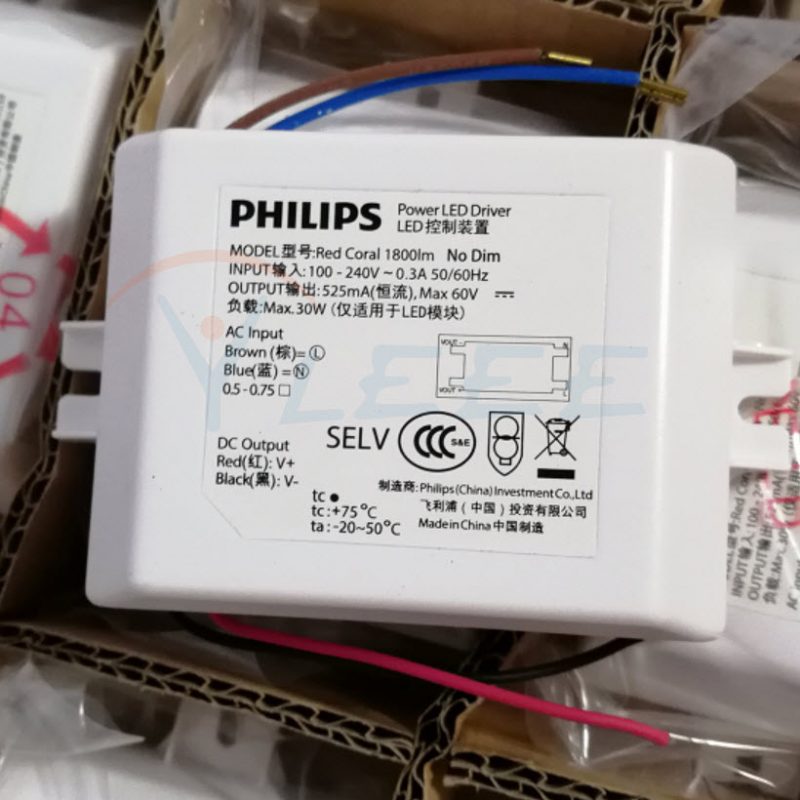 PHILIPS Power LED Driver
LED控制装置
MODEL型号:Red Coral 1800lm No Dim
INPUT输入:100 - 240V ~ 0.3A 50/60Hz
OUTPUT输出: 525mA(恒流), Max 60V
负载:Max. 30W (仅适用于LED模块)
AC Input
Brown (棕)= Ⓛ
Blue(蓝) = Ⓝ
0.5 - 0.75 □
VOUT- N
VOUT+ L
DC Output
Red(红): V+
Black(黑): V-
SELV CCC S&E
tc ●
tc:+75°C
ta: -20~50°C
制造商: Philips (China) Investment Co., Ltd
飞利浦(中国)投资有限公司
Made in China 中国制造
YLEEE
04